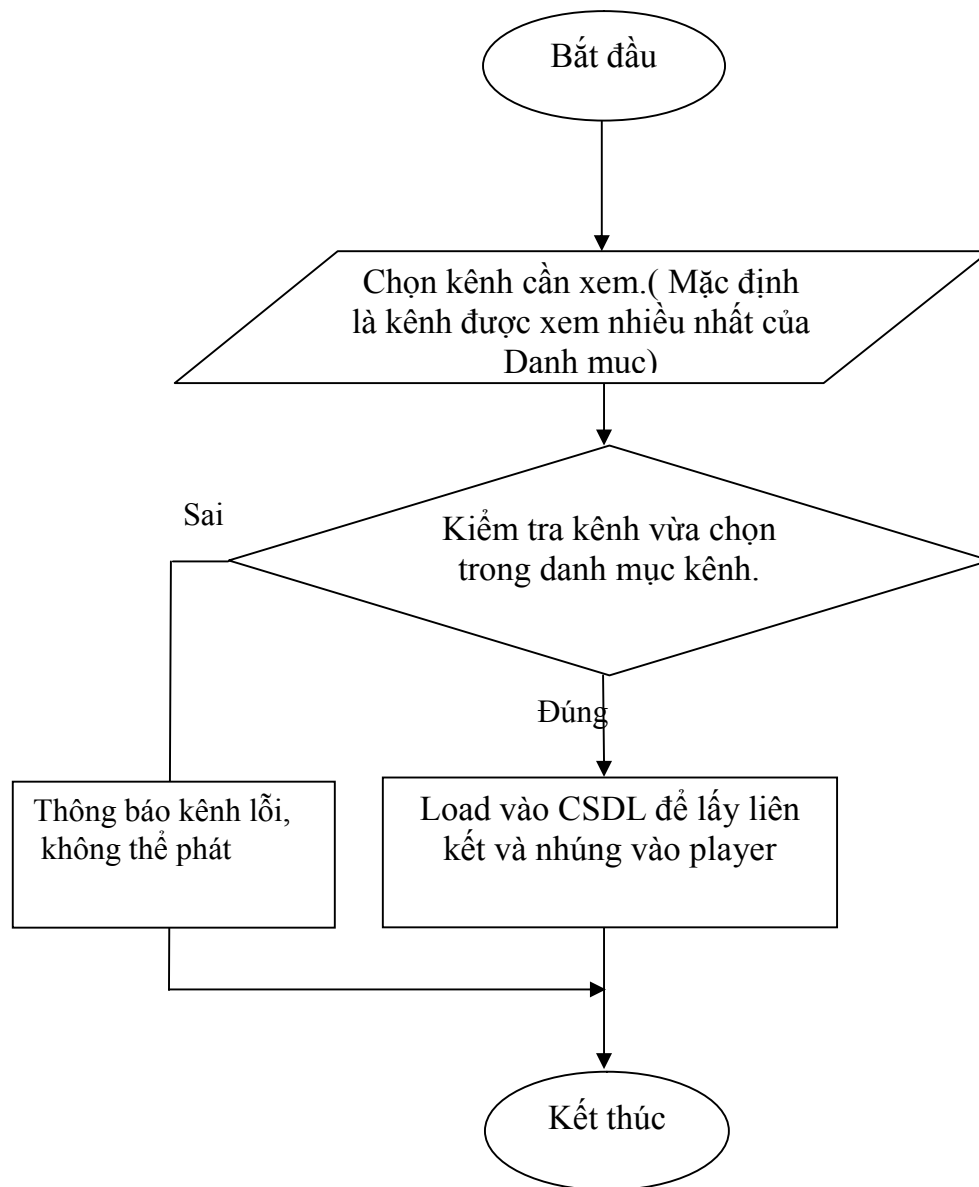 Bắt đầu
Chọn kênh cần xem.( Mặc định
là kênh được xem nhiều nhất của
Danh mục)
Sai
Kiểm tra kênh vừa chọn
trong danh mục kênh.
Đúng
Thông báo kênh lỗi,
không thể phát
Load vào CSDL để lấy liên
kết và nhúng vào player
Kết thúc